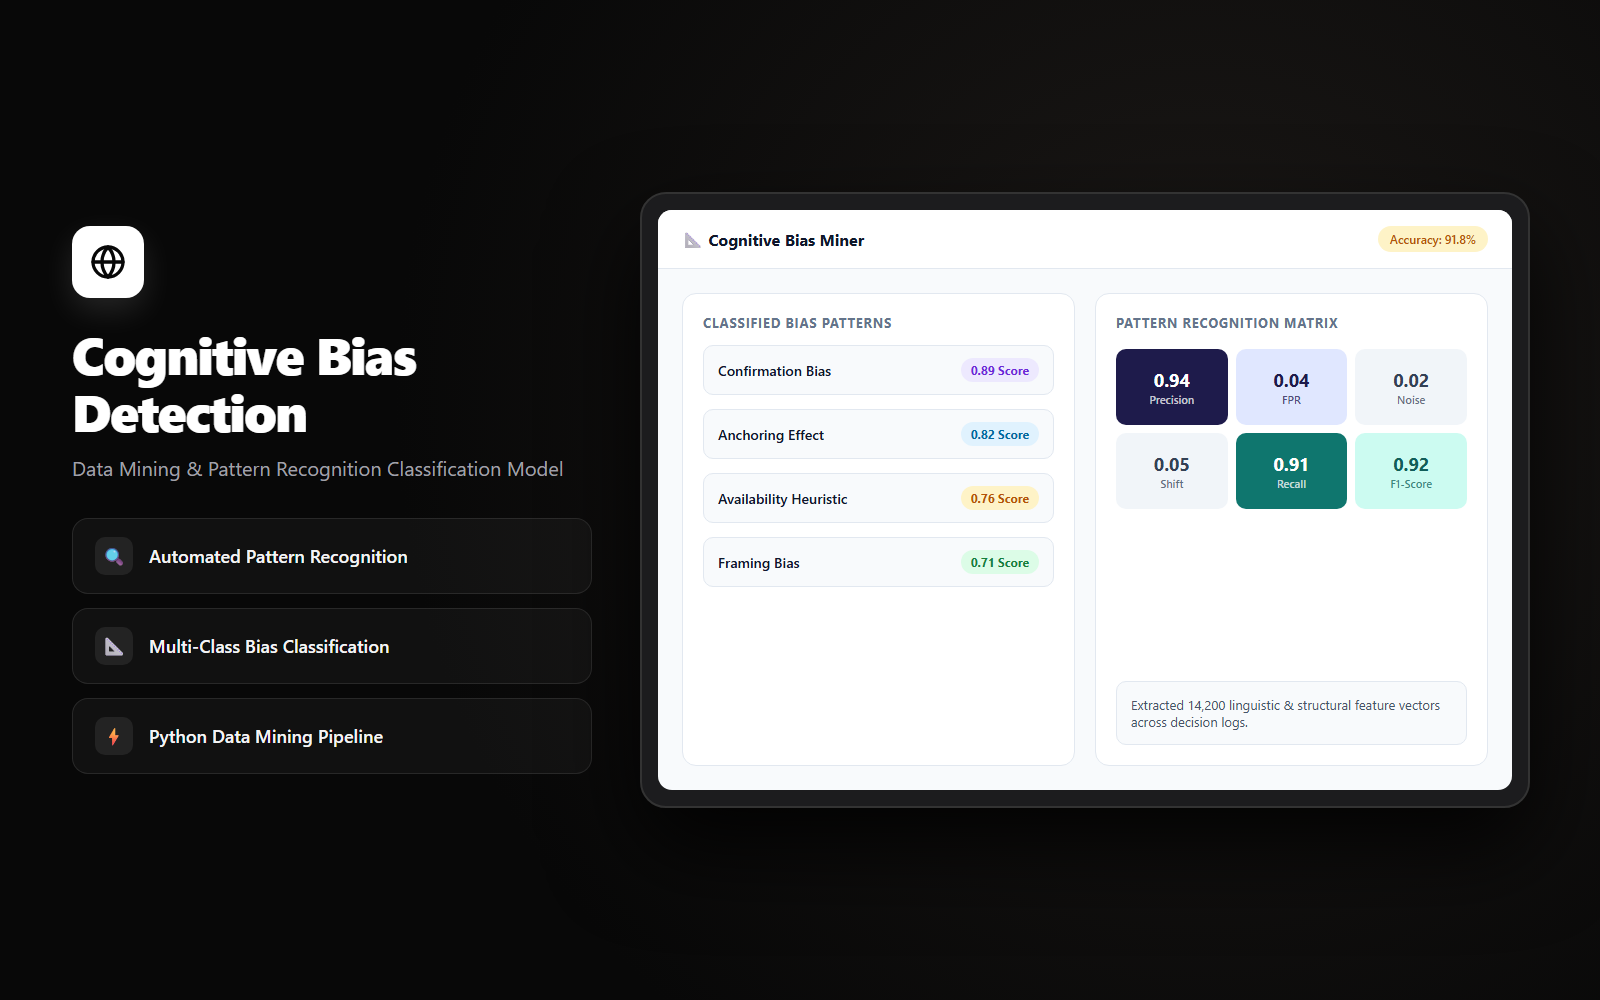 Cognitive Bias
Detection
Data Mining & Pattern Recognition Classification Model
Automated Pattern Recognition
Multi-Class Bias Classification
Python Data Mining Pipeline
Cognitive Bias Miner
Accuracy: 91.8%
CLASSIFIED BIAS PATTERNS
Confirmation Bias
0.89 Score
Anchoring Effect
0.82 Score
Availability Heuristic
0.76 Score
Framing Bias
0.71 Score
PATTERN RECOGNITION MATRIX
0.94
Precision
0.04
FPR
0.02
Noise
0.05
Shift
0.91
Recall
0.92
F1-Score
Extracted 14,200 linguistic & structural feature vectors
across decision logs.